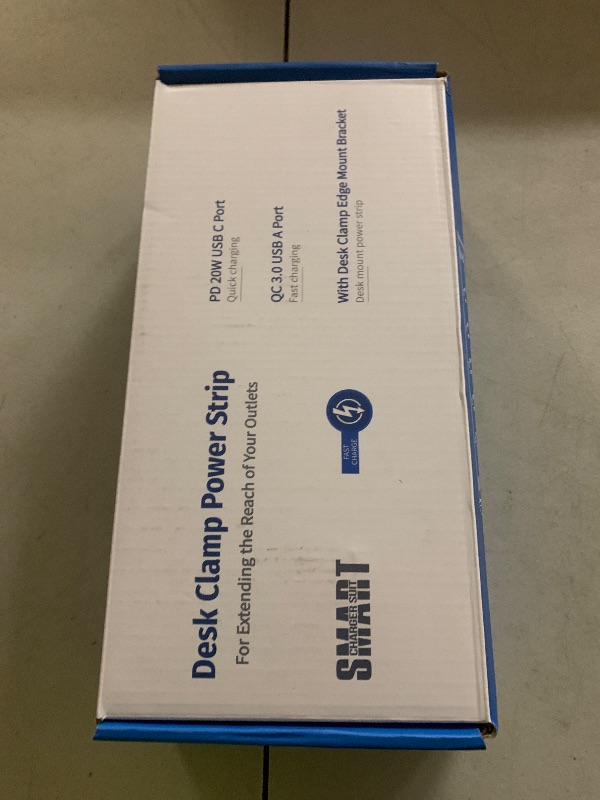 Desk Clamp Power Strip
For Extending the Reach of Your Outlets
SMART
CHARGER SUIT
FAST
CHARGE
PD 20W USB C Port
Quick charging
QC 3.0 USB A Port
Fast charging
With Desk Clamp Edge Mount Bracket
Desk mount power strip